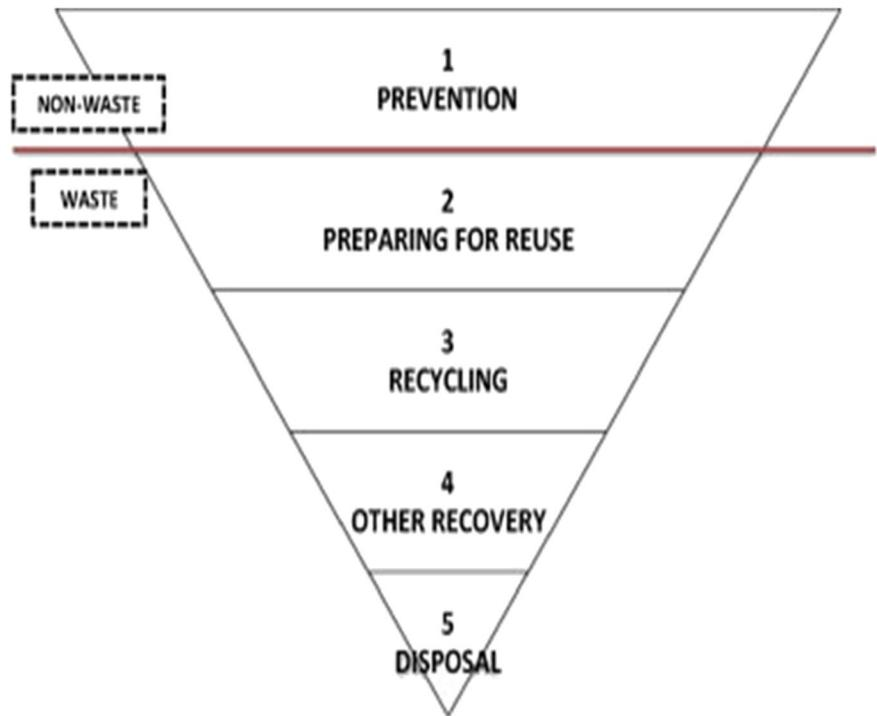 1
PREVENTION
NON-WASTE
WASTE
2
PREPARING FOR REUSE
3
RECYCLING
4
OTHER RECOVERY
5
DISPOSAL